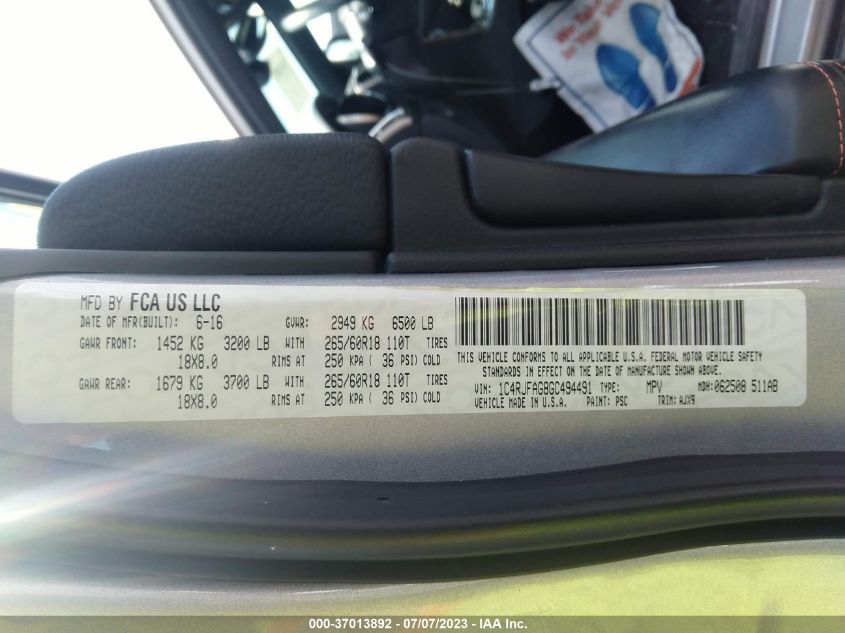 We Take
Into
MFD BY FCA US LLC
DATE OF MFR(BUILT): 6-16 GVWR: 2949 KG 6500 LB
GAWR FRONT: 1452 KG 3200 LB WITH 265/60R18 110T TIRES
18X8.0 RIMS AT 250 KPA ( 36 PSI) COLD
GAWR REAR: 1679 KG 3700 LB WITH 265/60R18 110T TIRES
18X8.0 RIMS AT 250 KPA ( 36 PSI) COLD
THIS VEHICLE CONFORMS TO ALL APPLICABLE U.S.A. FEDERAL MOTOR VEHICLE SAFETY
STANDARDS IN EFFECT ON THE DATE OF MANUFACTURE SHOWN ABOVE.
VIN: 1C4RJFAG8GC494491 TYPE: MPV MDH: 062508 511AB
VEHICLE MADE IN U.S.A. PAINT: PSC TRIM: AJX9
000-37013892 - 07/07/2023 - IAA Inc.